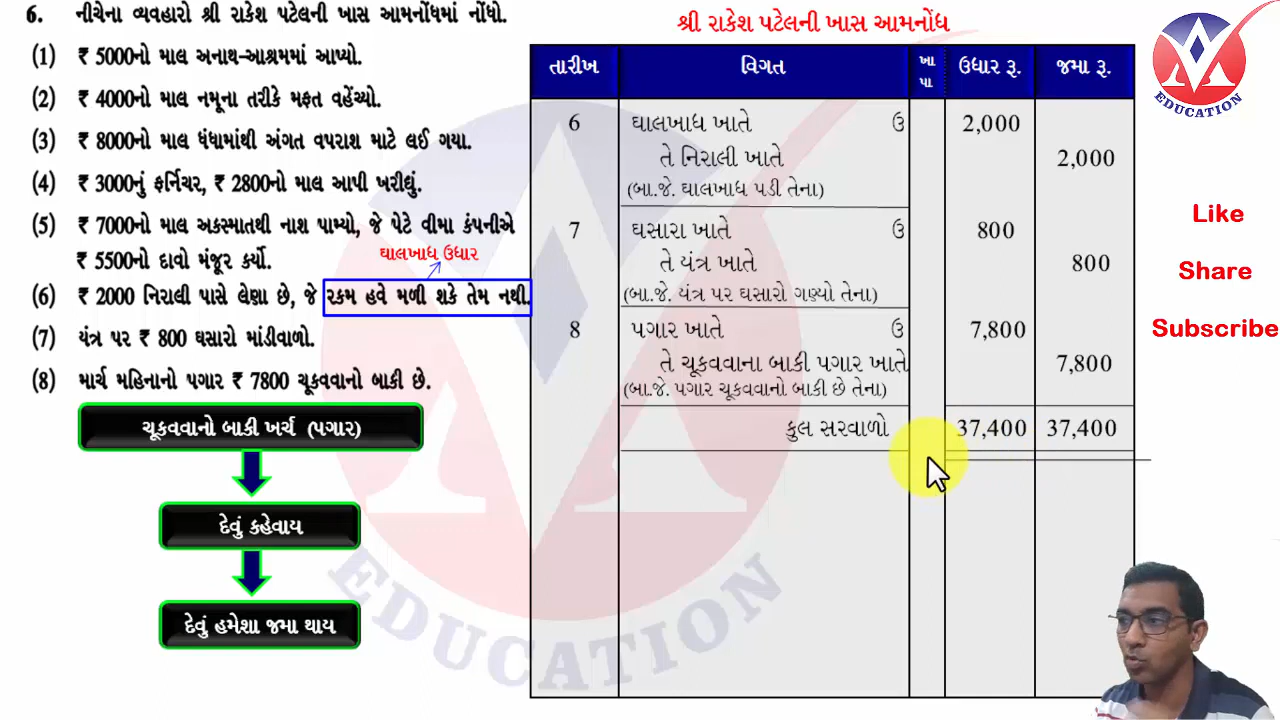 6. નીચેના વ્યવહારો શ્રી રાકેશ પટેલની ખાસ આમનોંધમાં નોંધો.
(1) ₹ 5000નો માલ અનાથ-આશ્રમમાં આપ્યો.
(2) ₹ 4000નો માલ નમૂના તરીકે મફત વહેંચ્યો.
(3) ₹ 8000નો માલ ધંધામાંથી અંગત વપરાશ માટે લઈ ગયા.
(4) ₹ 3000નું ફર્નિચર, ₹ 2800નો માલ આપી ખરીદ્યું.
(5) ₹ 7000નો માલ અકસ્માતથી નાશ પામ્યો, જે પેટે વીમા કંપનીએ
₹ 5500નો દાવો મંજૂર કર્યો.
ઘાલખાધ ઉધાર
(6) ₹ 2000 નિરાલી પાસે લેણા છે, જે રકમ હવે મળી શકે તેમ નથી.
(7) યંત્ર પર ₹ 800 ઘસારો માંડીવાળો.
(8) માર્ચ મહિનાનો પગાર ₹ 7800 ચૂકવવાનો બાકી છે.
ચૂકવવાનો બાકી ખર્ચ (પગાર)
દેવું કહેવાય
દેવું હમેશા જમા થાય
શ્રી રાકેશ પટેલની ખાસ આમનોંધ
તારીખ વિગત ખા પા ઉધાર રૂ. જમા રૂ.
6 ઘાલખાધ ખાતે ઉ 2,000
તે નિરાલી ખાતે 2,000
(બા.જે. ઘાલખાધ પડી તેના)
7 ઘસારા ખાતે ઉ 800
તે યંત્ર ખાતે 800
(બા.જે. યંત્ર પર ઘસારો ગણ્યો તેના)
8 પગાર ખાતે ઉ 7,800
તે ચૂકવવાના બાકી પગાર ખાતે 7,800
(બા.જે. પગાર ચૂકવવાનો બાકી છે તેના)
કુલ સરવાળો 37,400 37,400
EDUCATION
EDUCATION
Like
Share
Subscribe